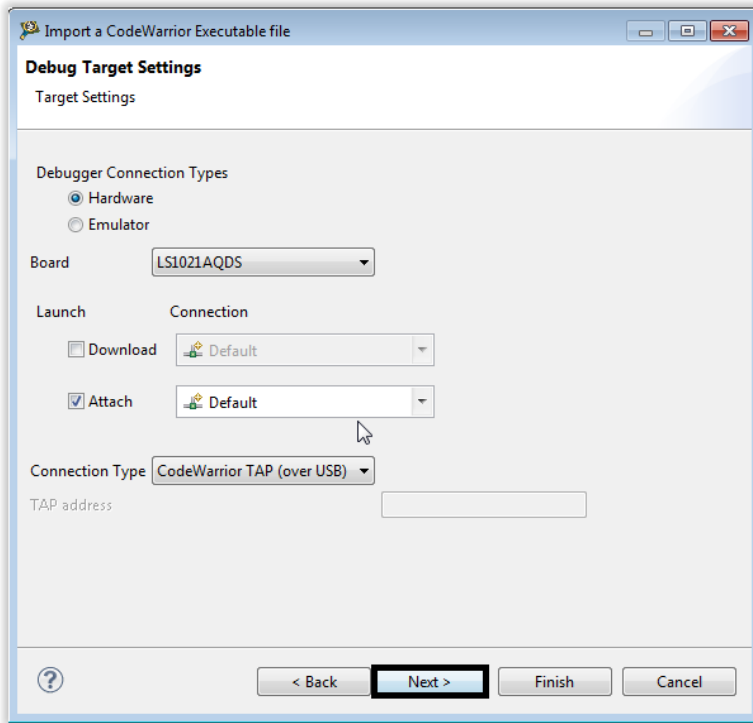 Import a CodeWarrior Executable file
Debug Target Settings
Target Settings
Debugger Connection Types
Hardware
Emulator
Board LS1021AQDS
Launch Connection
Download Default
Attach Default
Connection Type CodeWarrior TAP (over USB)
TAP address
? < Back Next > Finish Cancel